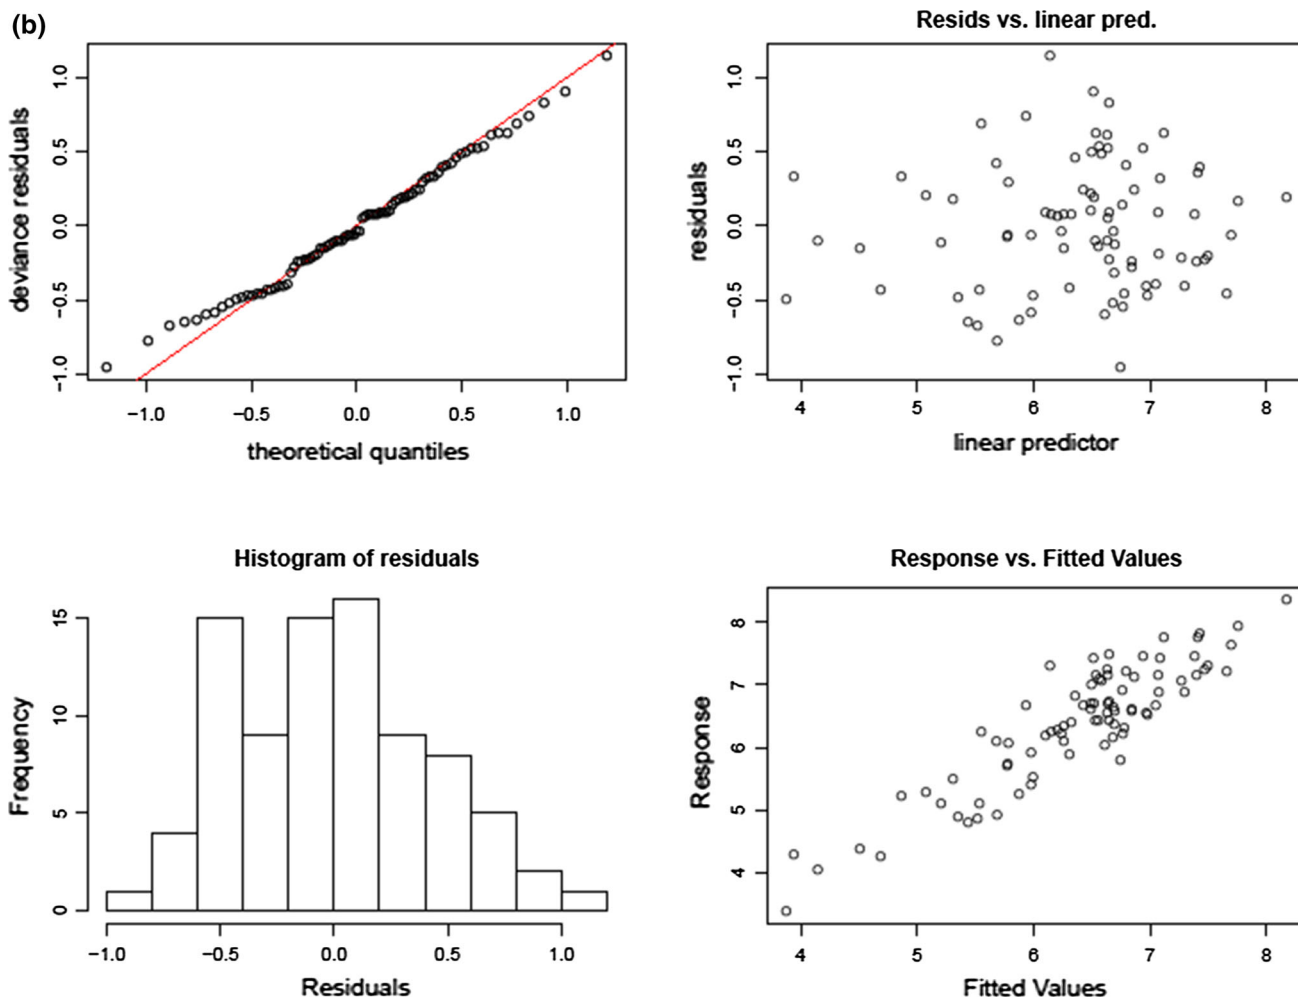 (b)
Resids vs. linear pred.
deviance residuals
1.0
0.5
0.0
−0.5
−1.0
−1.0 −0.5 0.0 0.5 1.0
theoretical quantiles
residuals
1.0
0.5
0.0
−0.5
−1.0
4 5 6 7 8
linear predictor
Histogram of residuals
Frequency
15
10
5
0
−1.0 −0.5 0.0 0.5 1.0
Residuals
Response vs. Fitted Values
Response
8
7
6
5
4
4 5 6 7 8
Fitted Values